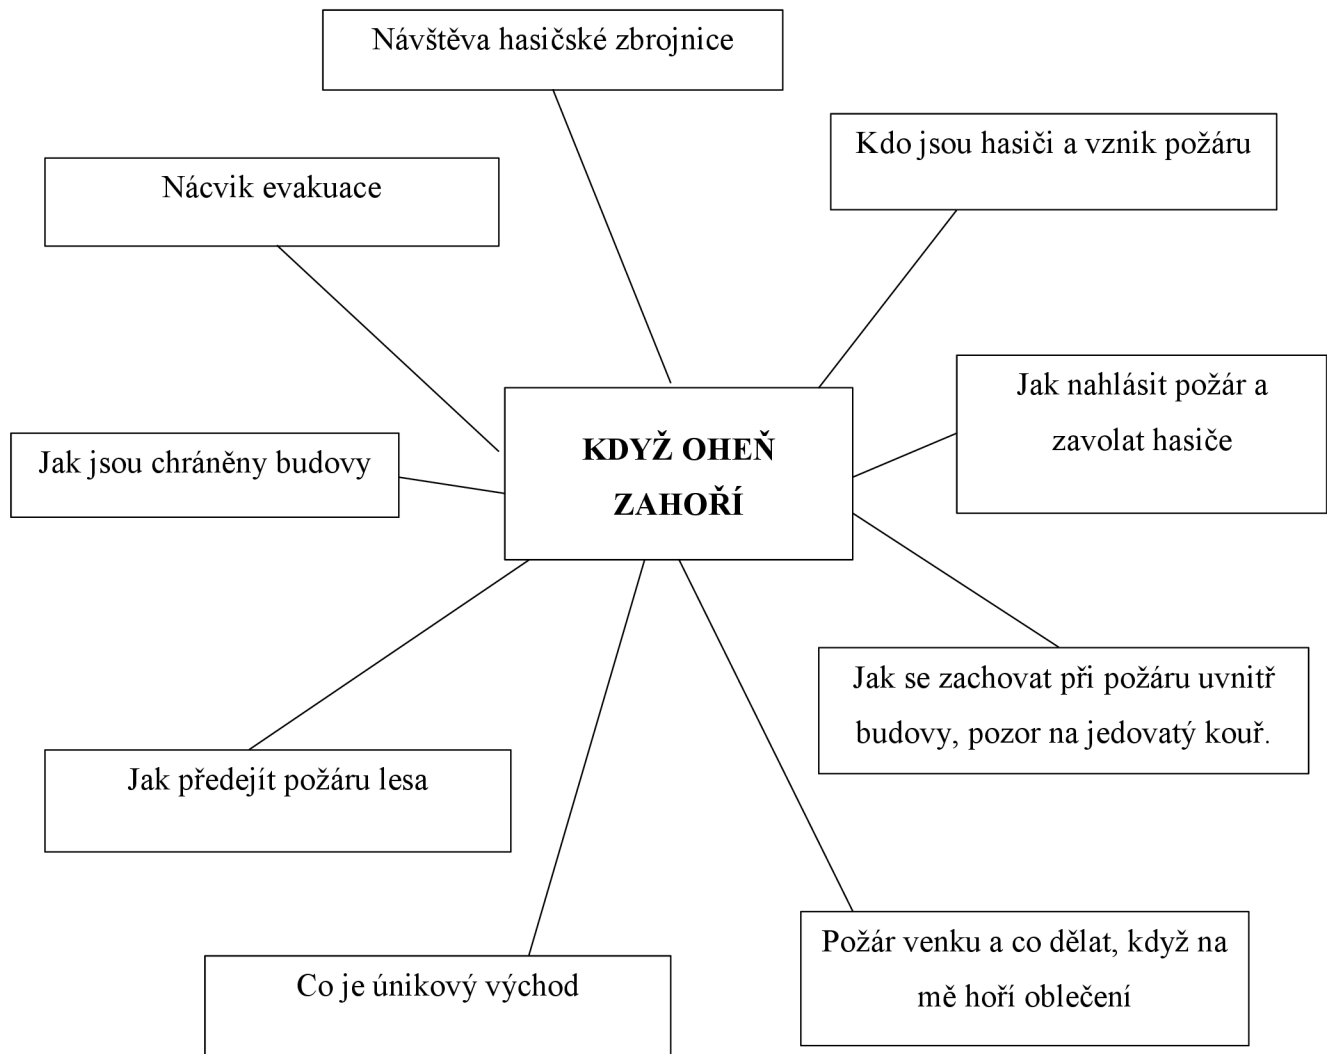 Návštěva hasičské zbrojnice
Kdo jsou hasiči a vznik požáru
Nácvik evakuace
Jak nahlásit požár a
zavolat hasiče
KDYŽ OHEŇ
ZAHOŘÍ
Jak jsou chráněny budovy
Jak se zachovat při požáru uvnitř
budovy, pozor na jedovatý kouř.
Jak předejít požáru lesa
Požár venku a co dělat, když na
mě hoří oblečení
Co je únikový východ